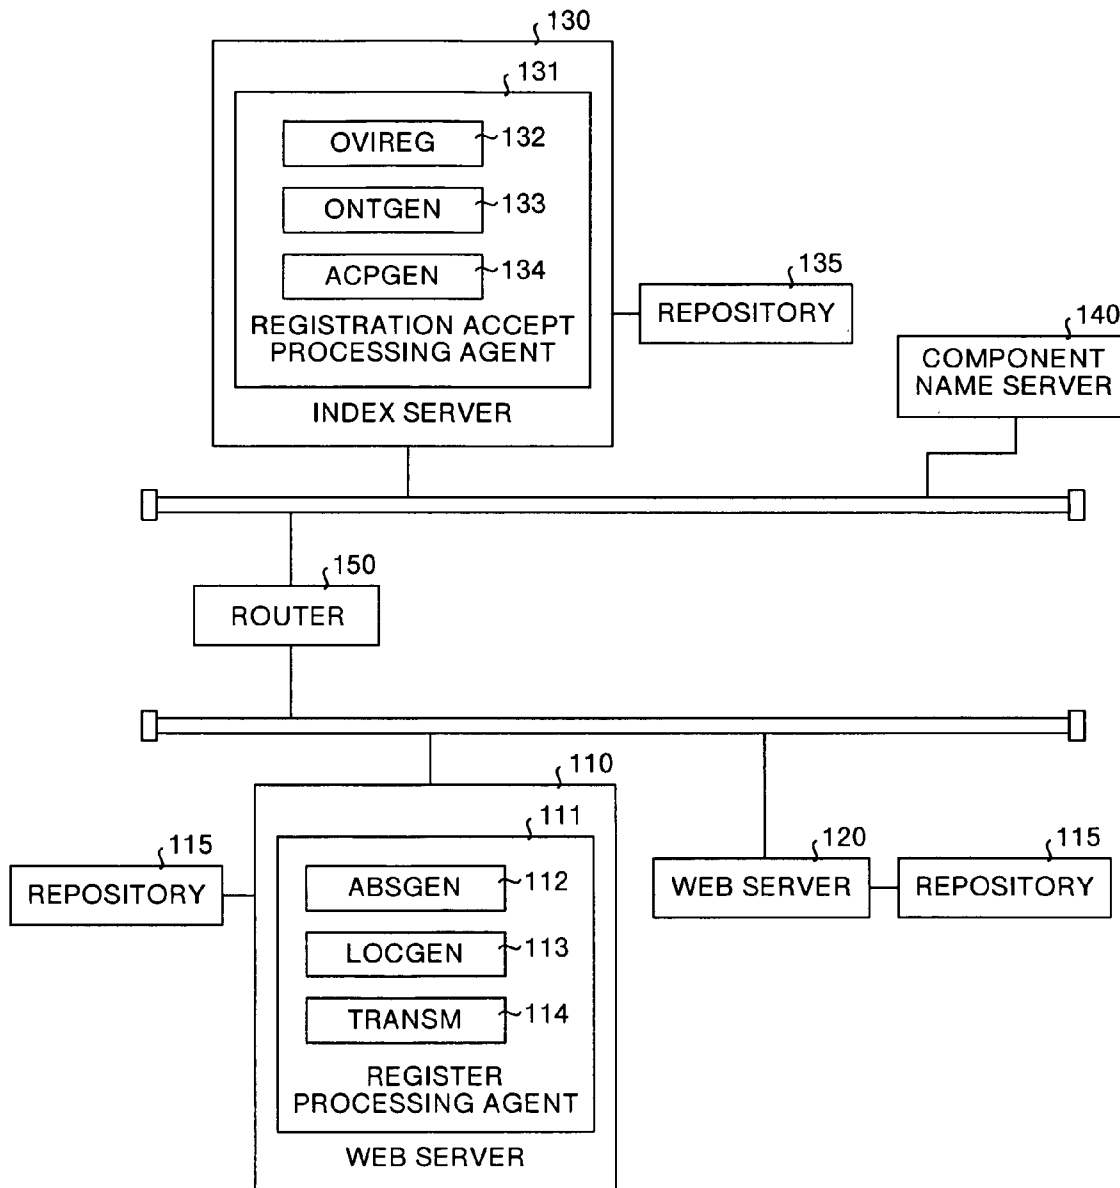 130
131
OVIREG
132
ONTGEN
133
ACPGEN
134
REGISTRATION ACCEPT
PROCESSING AGENT
INDEX SERVER
135
REPOSITORY
140
COMPONENT
NAME SERVER
150
ROUTER
110
111
ABSGEN
112
LOCGEN
113
TRANSM
114
REGISTER
PROCESSING AGENT
WEB SERVER
115
REPOSITORY
120
WEB SERVER
115
REPOSITORY